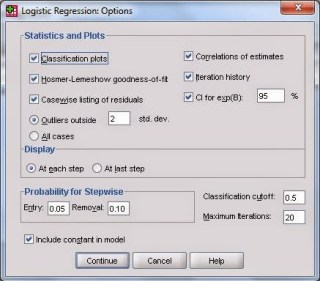 Logistic Regression: Options
Statistics and Plots
Classification plots
Correlations of estimates
Hosmer-Lemeshow goodness-of-fit
Iteration history
Casewise listing of residuals
CI for exp(B): 95 %
Outliers outside 2 std. dev.
All cases
Display
At each step At last step
Probability for Stepwise
Entry: 0.05 Removal: 0.10
Classification cutoff: 0.5
Maximum Iterations: 20
Include constant in model
Continue Cancel Help